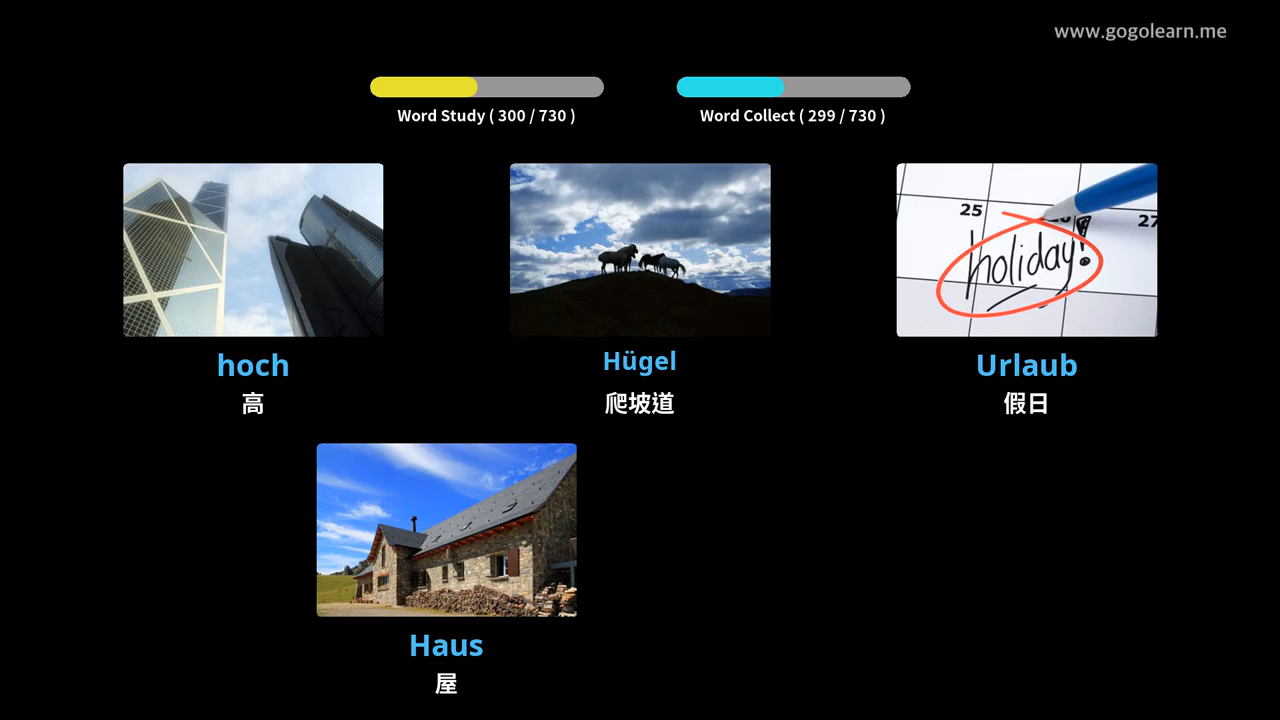 www.gogolearn.me
Word Study ( 300 / 730 )
Word Collect ( 299 / 730 )
25
27
holiday!
hoch
Hügel
Urlaub
高
爬坡道
假日
Haus
屋